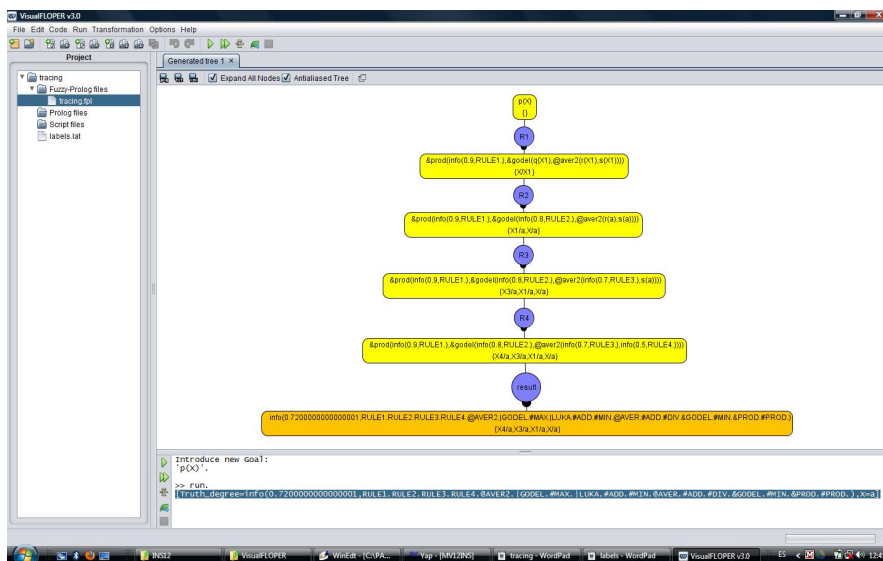 VisualFLOPER v3.0
File Edit Code Run Transformation Options Help
Project
Generated tree 1 ×
tracing
Fuzzy-Prolog files
tracing.fpl
Prolog files
Script files
labels.lat
Expand All Nodes Antialiased Tree
p(X)
{}
R1
&prod(info(0.9,RULE1.),&godel(q(X1),@aver2(r(X1),s(X1))))
{X/X1}
R2
&prod(info(0.9,RULE1.),&godel(info(0.8,RULE2.),@aver2(r(a),s(a))))
{X1/a,X/a}
R3
&prod(info(0.9,RULE1.),&godel(info(0.8,RULE2.),@aver2(info(0.7,RULE3.),s(a))))
{X3/a,X1/a,X/a}
R4
&prod(info(0.9,RULE1.),&godel(info(0.8,RULE2.),@aver2(info(0.7,RULE3.),info(0.5,RULE4.))))
{X4/a,X3/a,X1/a,X/a}
result
info(0.7200000000000001,RULE1.RULE2.RULE3.RULE4.@AVER2.|GODEL.#MAX.|LUKA.#ADD.#MIN.@AVER.#ADD.#DIV.&GODEL.#MIN.&PROD.#PROD.)
{X4/a,X3/a,X1/a,X/a}
Introduce new Goal:
'p(X)'.
>> run.
[Truth_degree=info(0.7200000000000001,RULE1.RULE2.RULE3.RULE4.@AVER2.|GODEL.#MAX.|LUKA.#ADD.#MIN.@AVER.#ADD.#DIV.&GODEL.#MIN.&PROD.#PROD.),X=a]
INS12
VisualFLOPER
WinEdt - [C:\PA...
Yap - [MV12INS]
tracing - WordPad
labels - WordPad
VisualFLOPER v3.0
ES